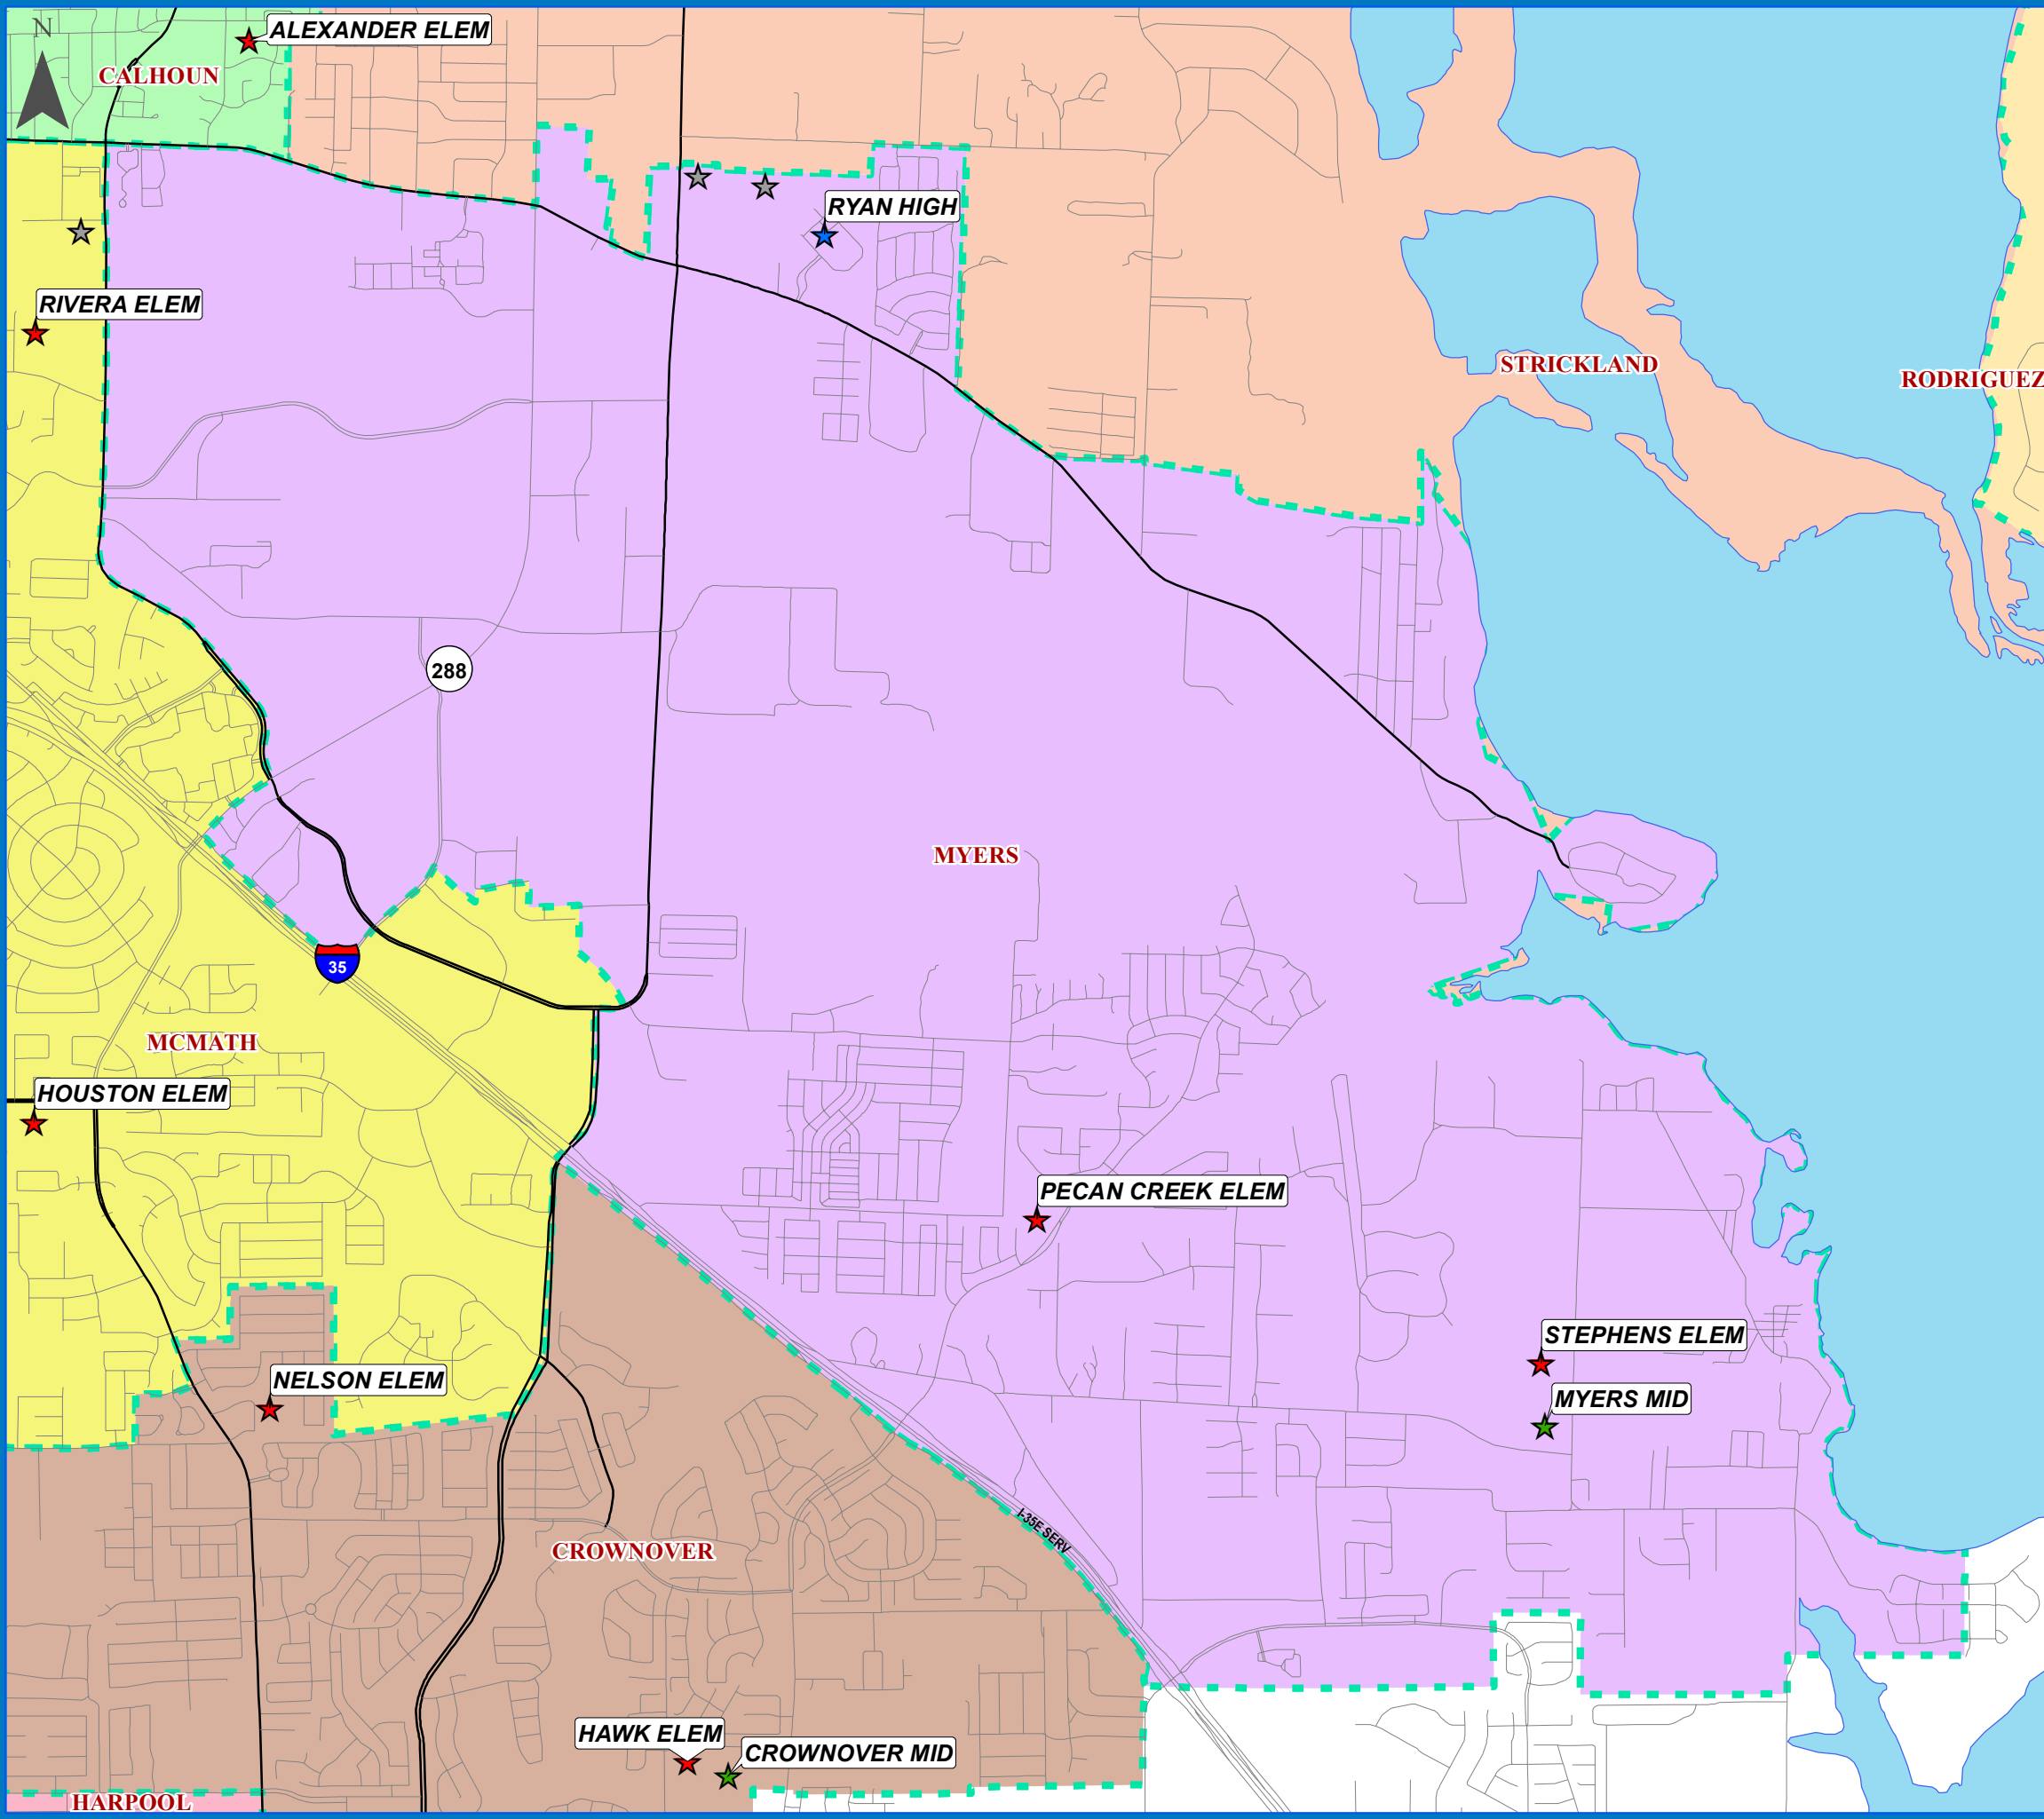 N
ALEXANDER ELEM
CALHOUN
RYAN HIGH
RIVERA ELEM
STRICKLAND
RODRIGUEZ
288
MYERS
35
MCMATH
HOUSTON ELEM
PECAN CREEK ELEM
STEPHENS ELEM
NELSON ELEM
MYERS MID
I-35E SERV
CROWNOVER
HAWK ELEM
CROWNOVER MID
HARPOOL